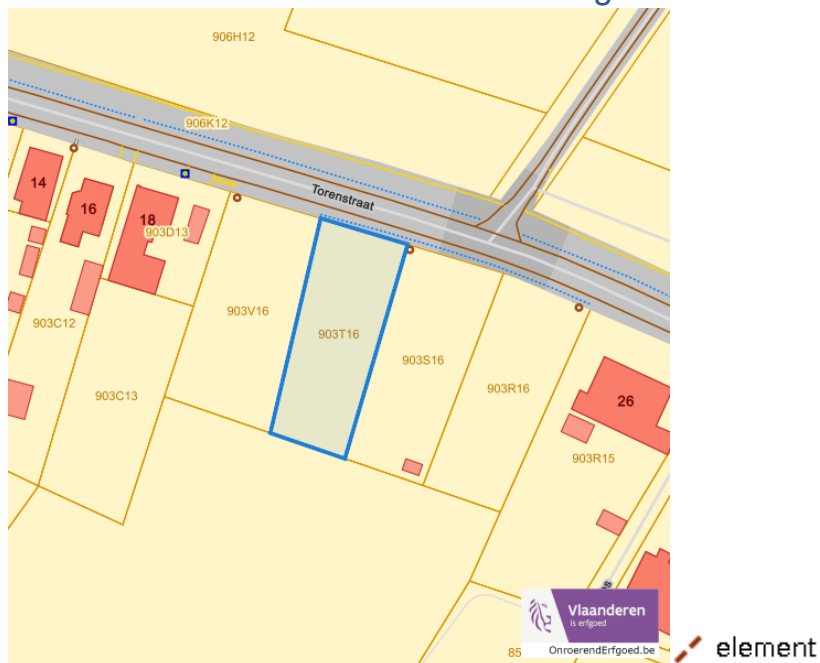 906H12
906K12
Torenstraat
14
16
18
903D13
903V16
903T16
903C12
903S16
903C13
903R16
26
903R15
Vlaanderen
is erfgoed
OnroerendErfgoed.be
85
element